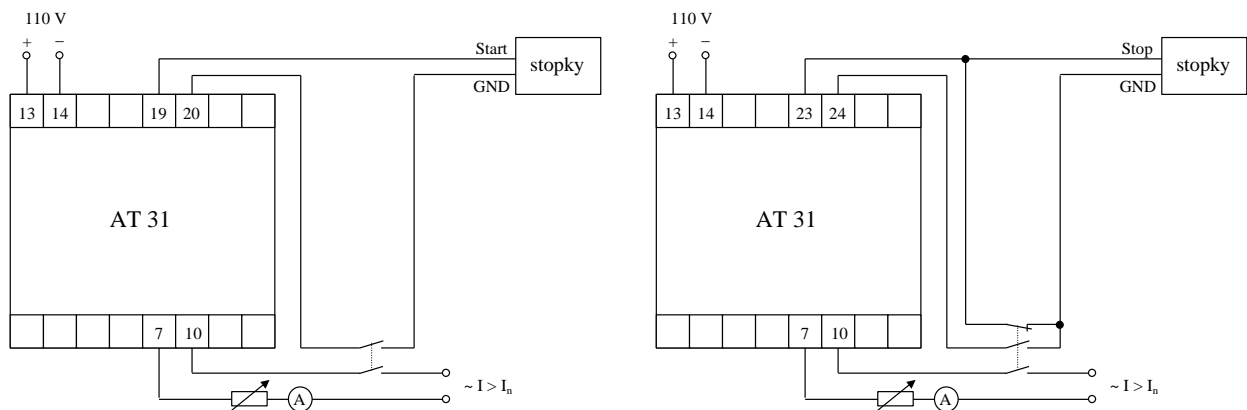 110 V
+ −
Start
stopky
GND
13 14 19 20
AT 31
7 10
~ I > In
A
110 V
+ −
Stop
stopky
GND
13 14 23 24
AT 31
7 10
~ I > In
A